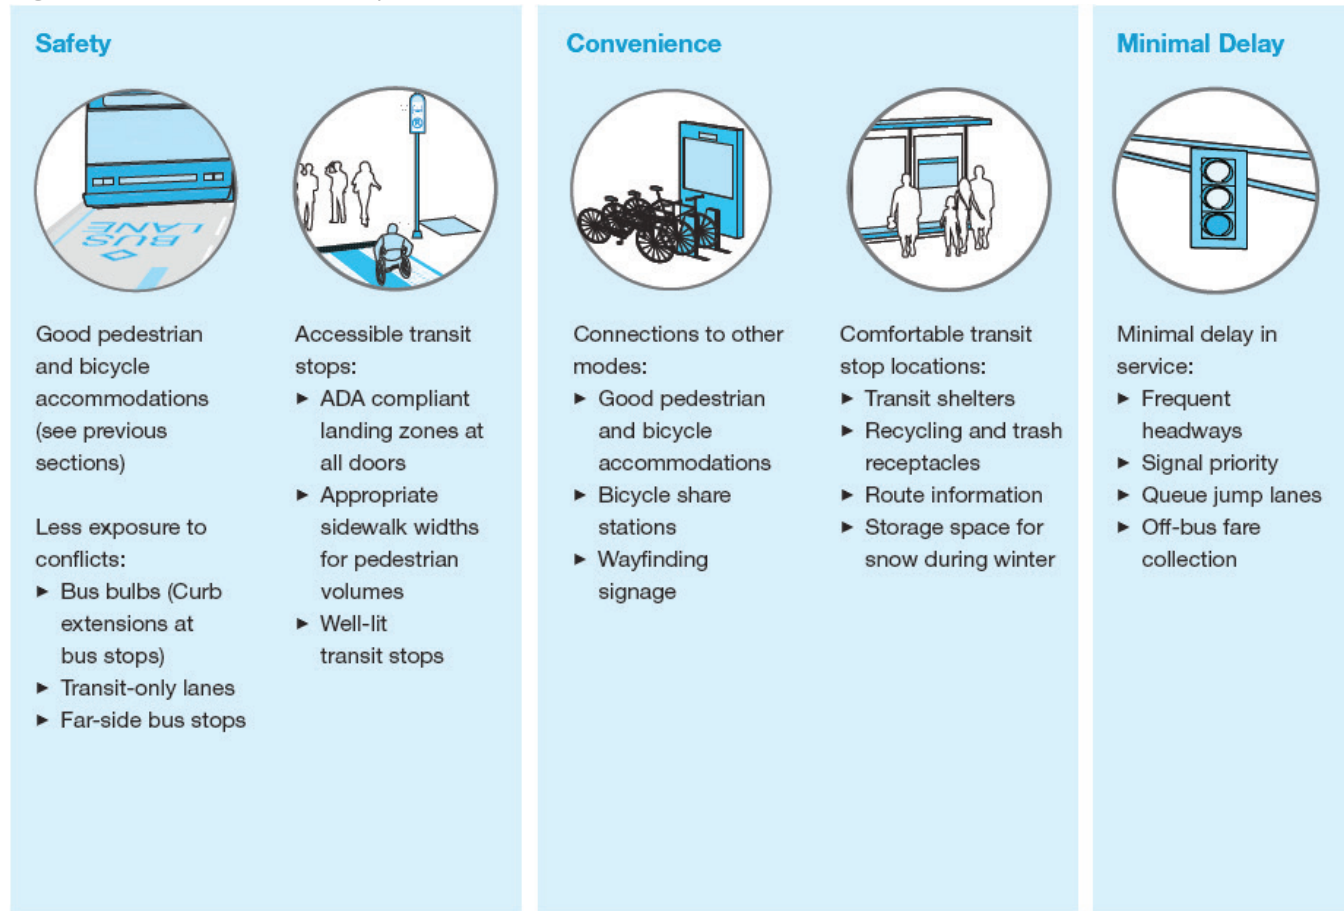 Safety
BUS LANE
Good pedestrian
and bicycle
accommodations
(see previous
sections)
Less exposure to
conflicts:
► Bus bulbs (Curb
extensions at
bus stops)
► Transit-only lanes
► Far-side bus stops
Accessible transit
stops:
► ADA compliant
landing zones at
all doors
► Appropriate
sidewalk widths
for pedestrian
volumes
► Well-lit
transit stops
Convenience
Connections to other
modes:
► Good pedestrian
and bicycle
accommodations
► Bicycle share
stations
► Wayfinding
signage
Comfortable transit
stop locations:
► Transit shelters
► Recycling and trash
receptacles
► Route information
► Storage space for
snow during winter
Minimal Delay
Minimal delay in
service:
► Frequent
headways
► Signal priority
► Queue jump lanes
► Off-bus fare
collection